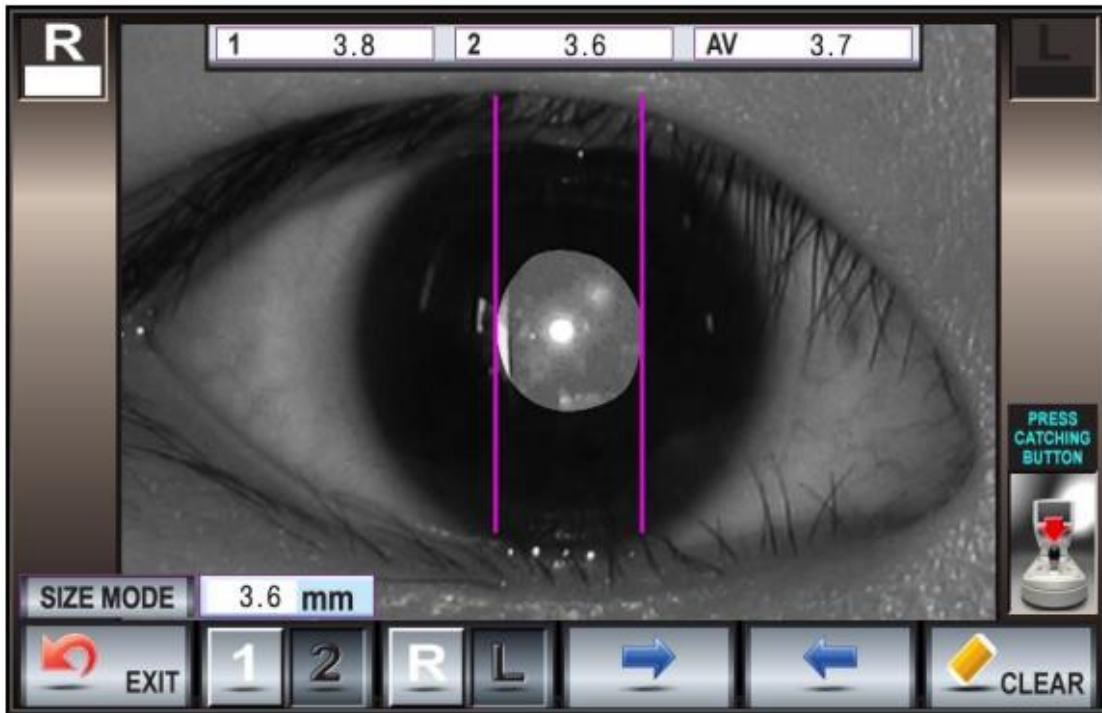 R
1 3.8 2 3.6 AV 3.7
L
PRESS
CATCHING
BUTTON
SIZE MODE 3.6 mm
EXIT 1 2 R L CLEAR